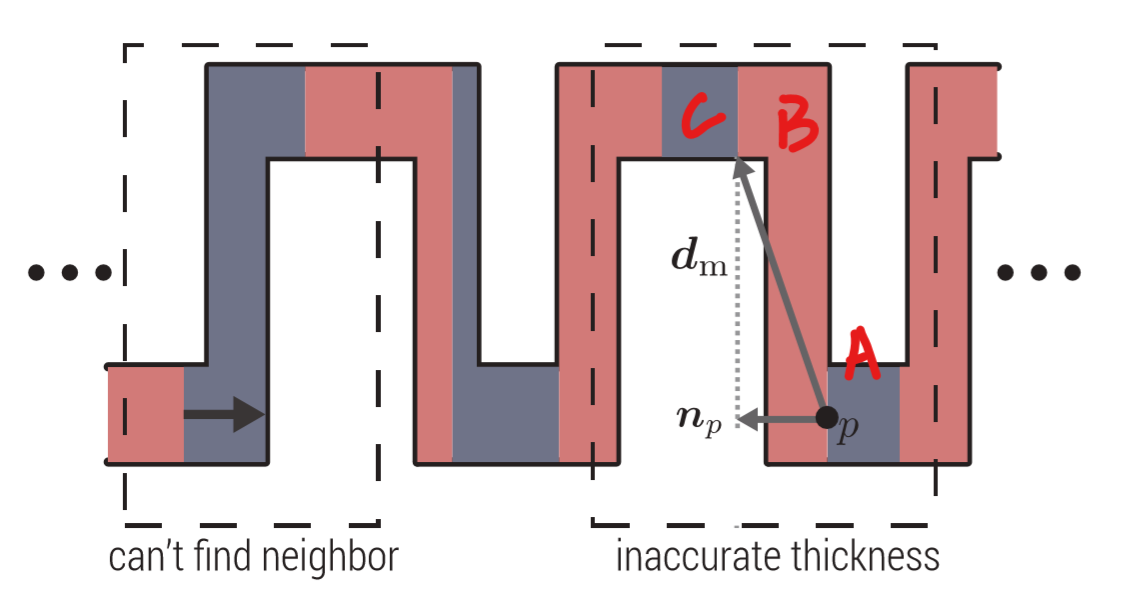 C B
d_m
A
n_p p
can't find neighbor
inaccurate thickness